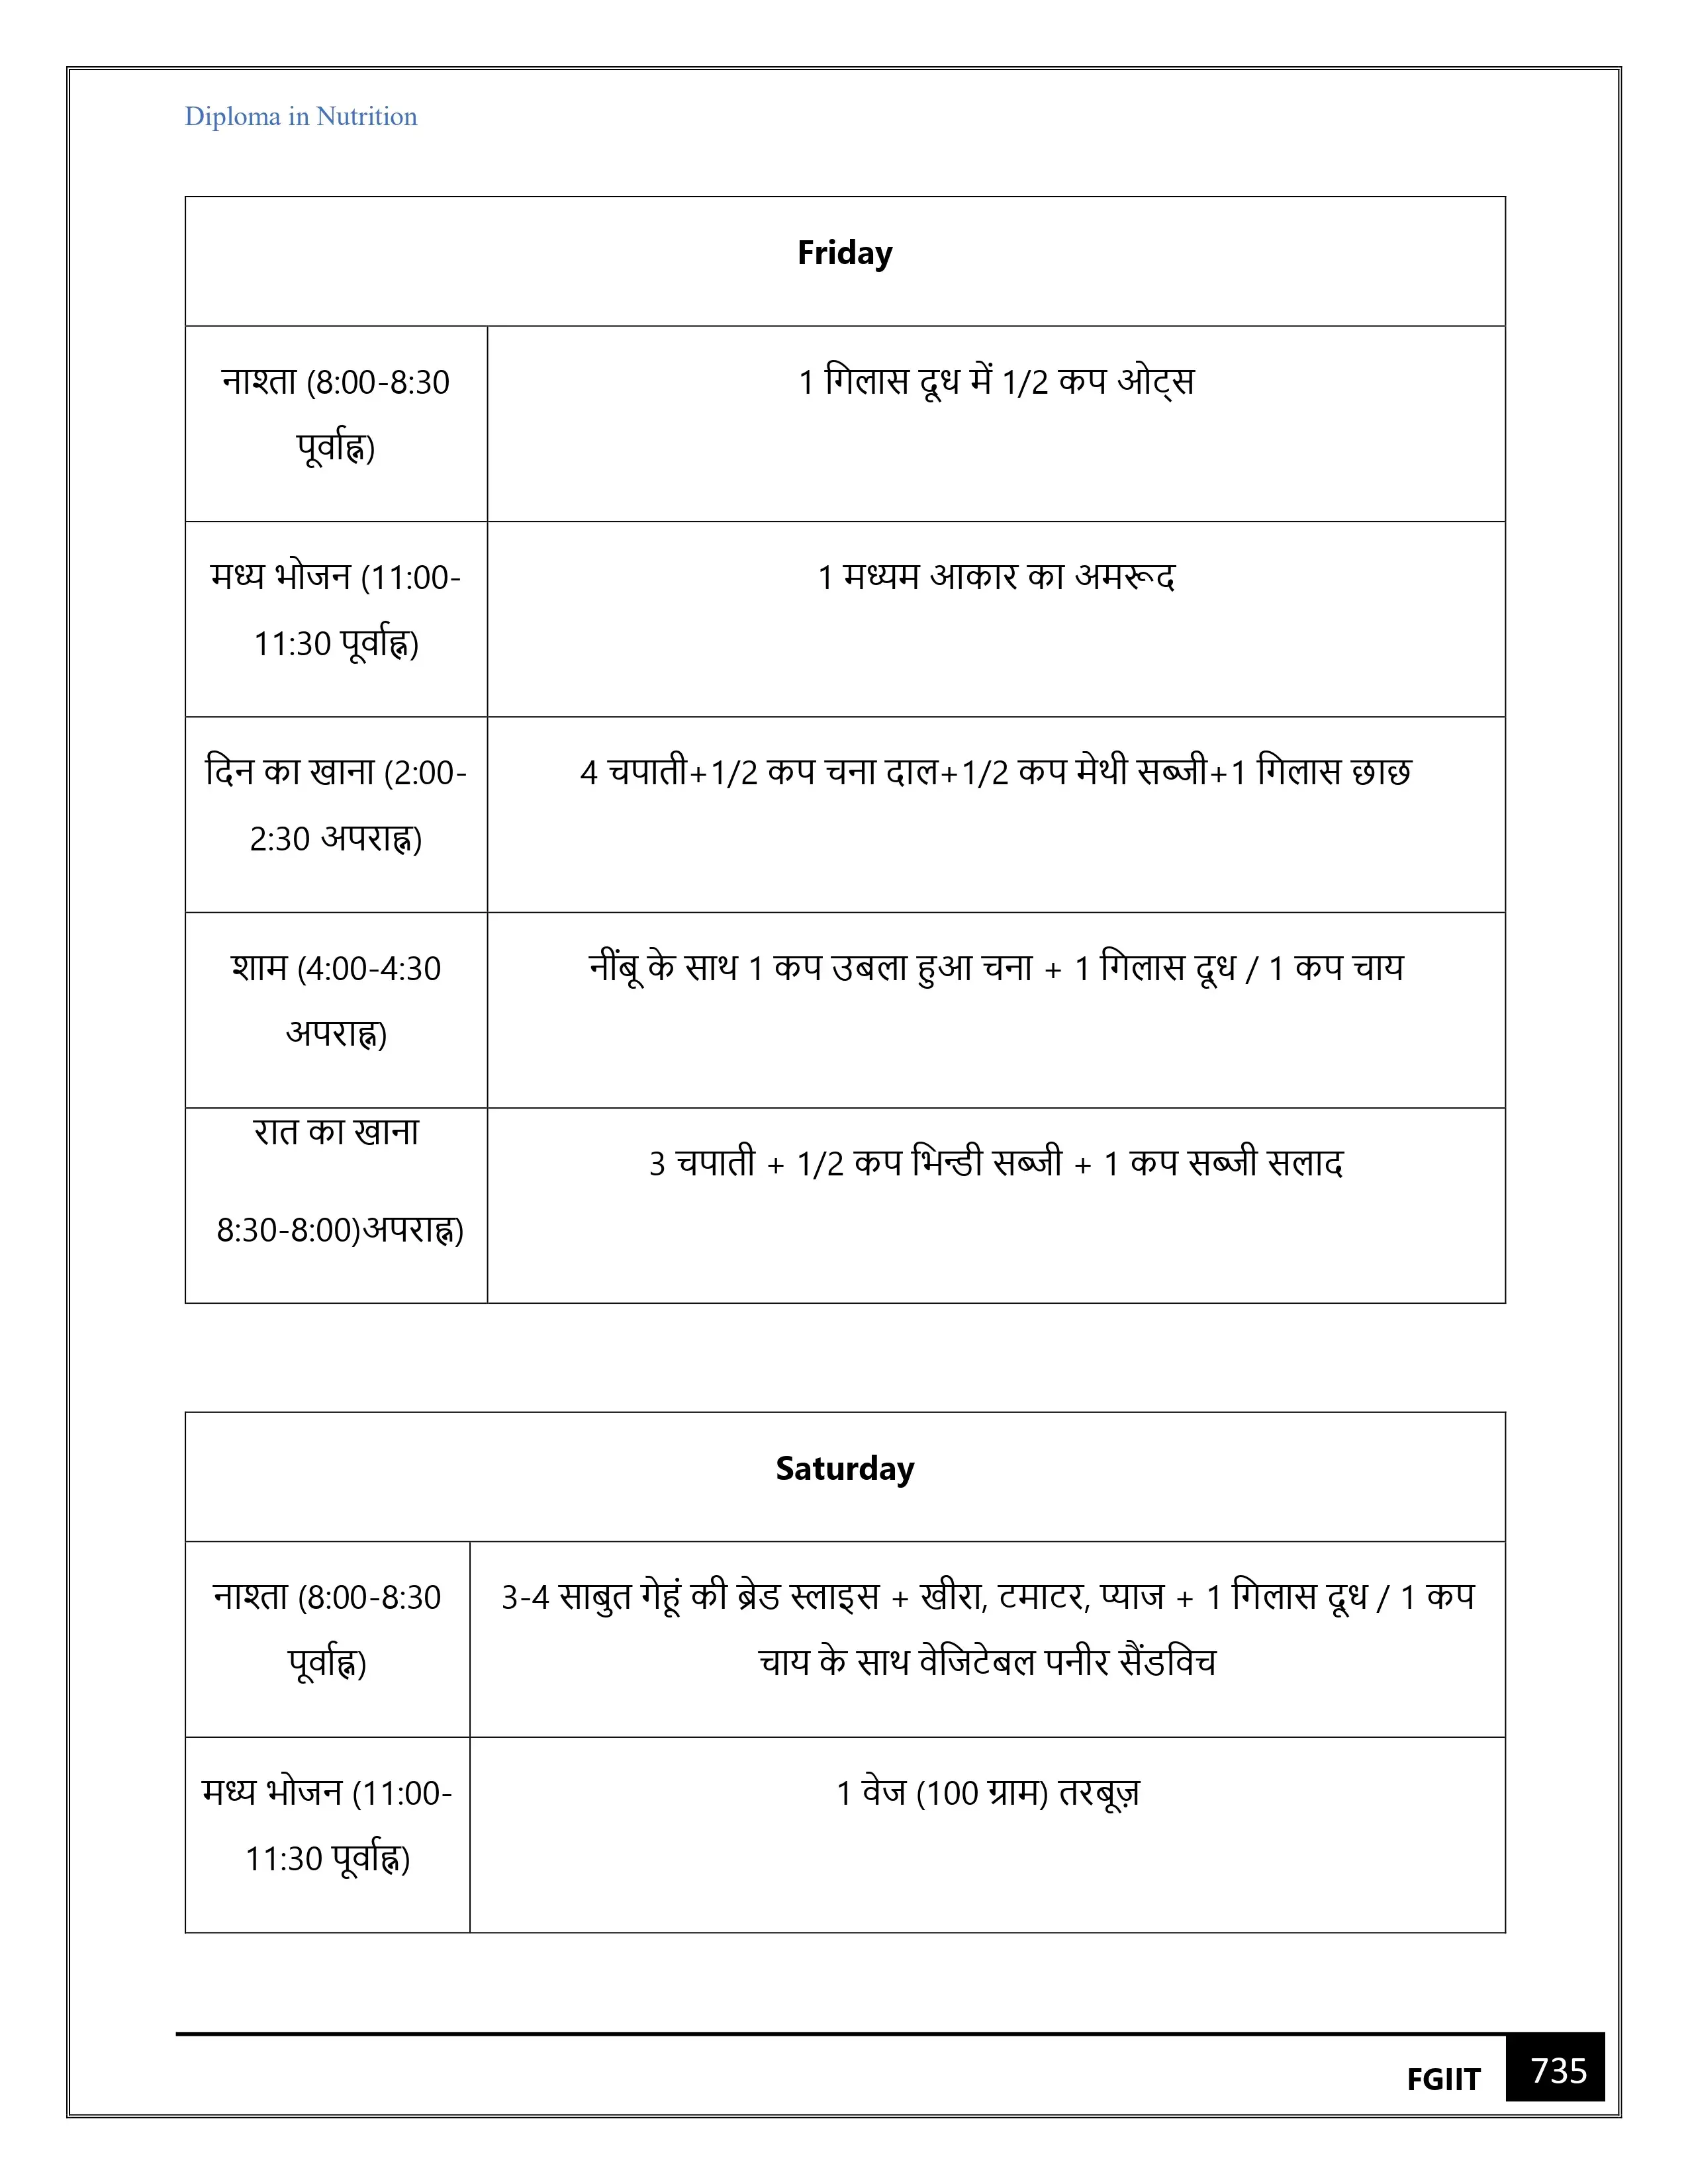 Diploma in Nutrition
Friday
नाश्ता (8:00-8:30
पूर्वाह्न)
1 गिलास दूध में 1/2 कप ओट्स
मध्य भोजन (11:00-
11:30 पूर्वाह्न)
1 मध्यम आकार का अमरूद
दिन का खाना (2:00-
2:30 अपराह्न)
4 चपाती+1/2 कप चना दाल+1/2 कप मेथी सब्जी+1 गिलास छाछ
शाम (4:00-4:30
अपराह्न)
नींबू के साथ 1 कप उबला हुआ चना + 1 गिलास दूध / 1 कप चाय
रात का खाना
8:30-8:00)अपराह्न)
3 चपाती + 1/2 कप भिन्डी सब्जी + 1 कप सब्जी सलाद
Saturday
नाश्ता (8:00-8:30
पूर्वाह्न)
3-4 साबुत गेहूं की ब्रेड स्लाइस + खीरा, टमाटर, प्याज + 1 गिलास दूध / 1 कप
चाय के साथ वेजिटेबल पनीर सैंडविच
मध्य भोजन (11:00-
11:30 पूर्वाह्न)
1 वेज (100 ग्राम) तरबूज़
FGIIT
735